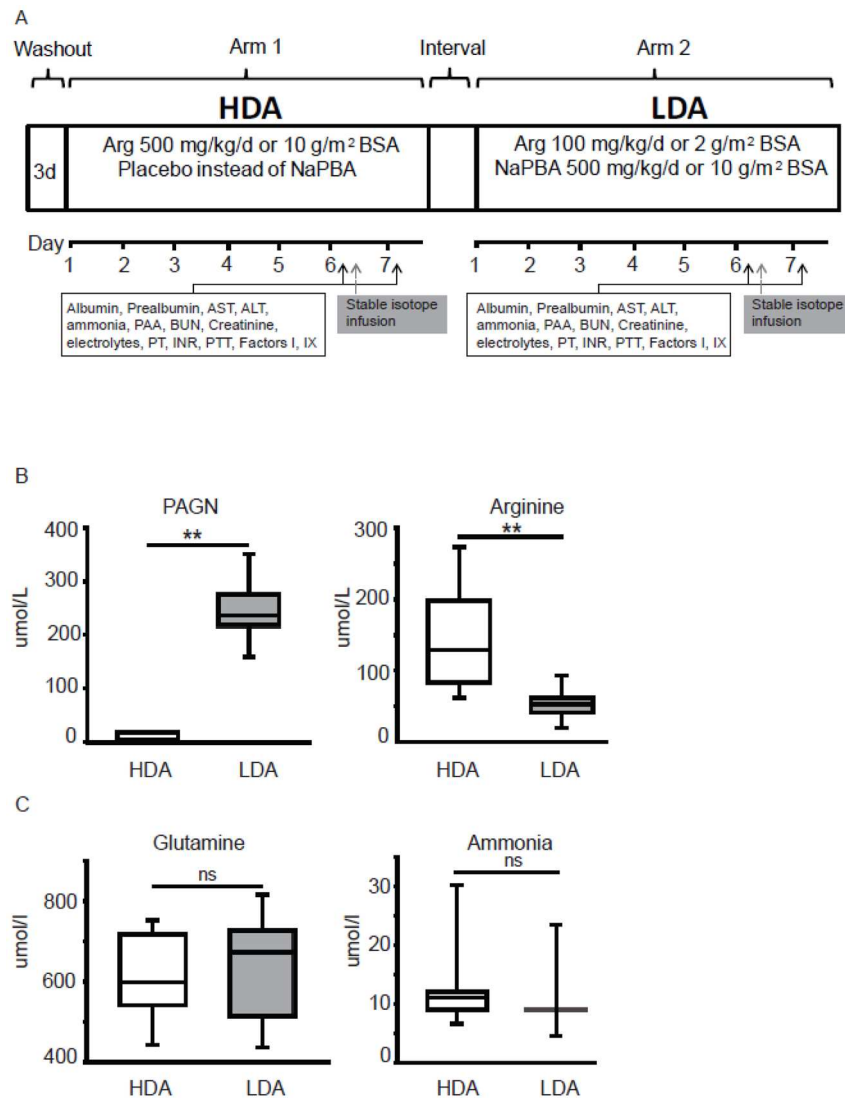 A
Washout Arm 1 Interval Arm 2
HDA LDA
3d
Arg 500 mg/kg/d or 10 g/m² BSA
Placebo instead of NaPBA
Arg 100 mg/kg/d or 2 g/m² BSA
NaPBA 500 mg/kg/d or 10 g/m² BSA
Day
1 2 3 4 5 6 7
1 2 3 4 5 6 7
Albumin, Prealbumin, AST, ALT,
ammonia, PAA, BUN, Creatinine,
electrolytes, PT, INR, PTT, Factors I, IX
Stable isotope
infusion
Albumin, Prealbumin, AST, ALT,
ammonia, PAA, BUN, Creatinine,
electrolytes, PT, INR, PTT, Factors I, IX
Stable isotope
infusion
B
PAGN
**
umol/L
400
300
200
100
0
HDA LDA
Arginine
**
umol/L
300
200
100
0
HDA LDA
C
Glutamine
ns
umol/l
800
600
400
HDA LDA
Ammonia
ns
umol/l
30
20
10
0
HDA LDA